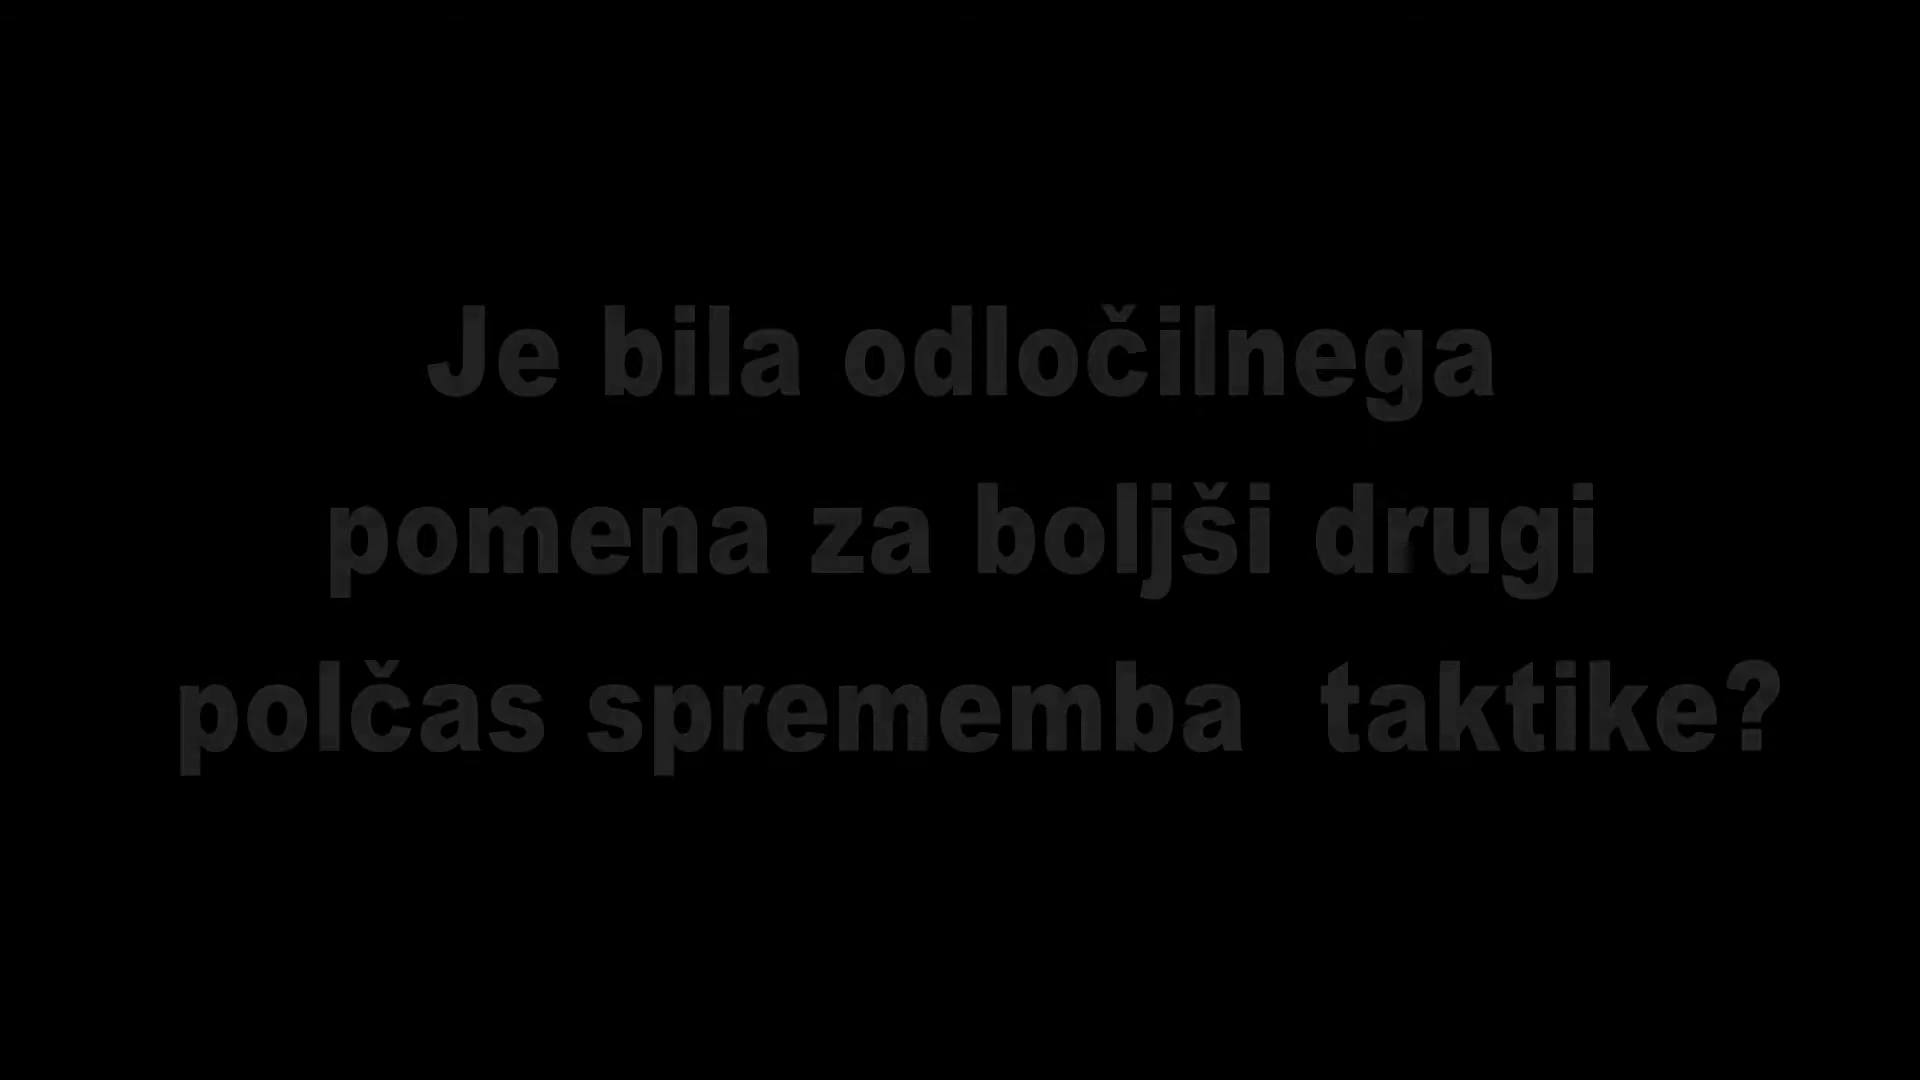 Je bila odločilnega
pomena za boljši drugi
polčas sprememba  taktike?